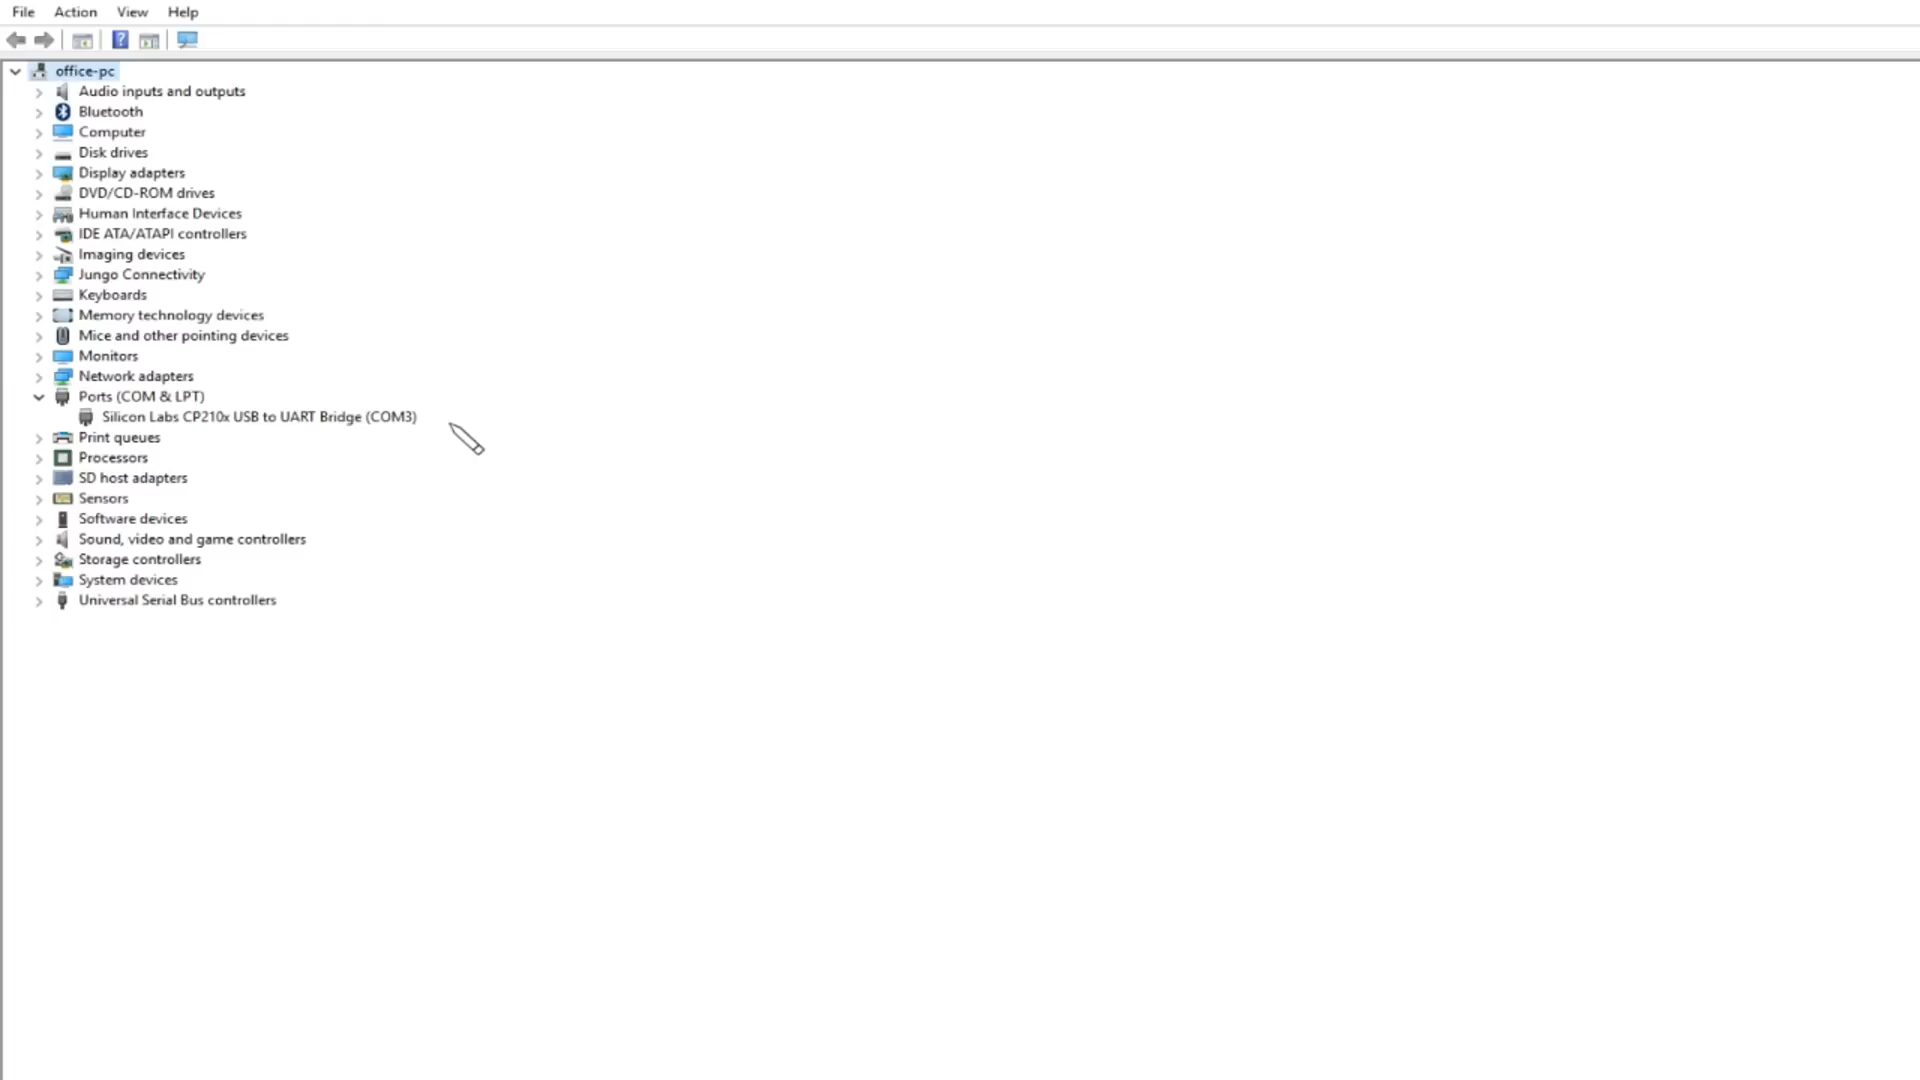 File Action View Help
office-pc
Audio inputs and outputs
Bluetooth
Computer
Disk drives
Display adapters
DVD/CD-ROM drives
Human Interface Devices
IDE ATA/ATAPI controllers
Imaging devices
Jungo Connectivity
Keyboards
Memory technology devices
Mice and other pointing devices
Monitors
Network adapters
Ports (COM & LPT)
Silicon Labs CP210x USB to UART Bridge (COM3)
Print queues
Processors
SD host adapters
Sensors
Software devices
Sound, video and game controllers
Storage controllers
System devices
Universal Serial Bus controllers